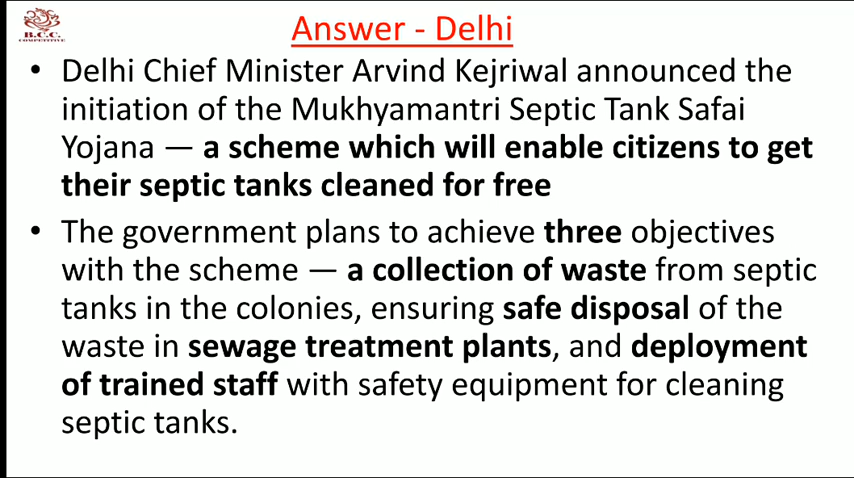 B.C.C.
COMPETITIVE
Answer - Delhi
• Delhi Chief Minister Arvind Kejriwal announced the
initiation of the Mukhyamantri Septic Tank Safai
Yojana — a scheme which will enable citizens to get
their septic tanks cleaned for free
• The government plans to achieve three objectives
with the scheme — a collection of waste from septic
tanks in the colonies, ensuring safe disposal of the
waste in sewage treatment plants, and deployment
of trained staff with safety equipment for cleaning
septic tanks.